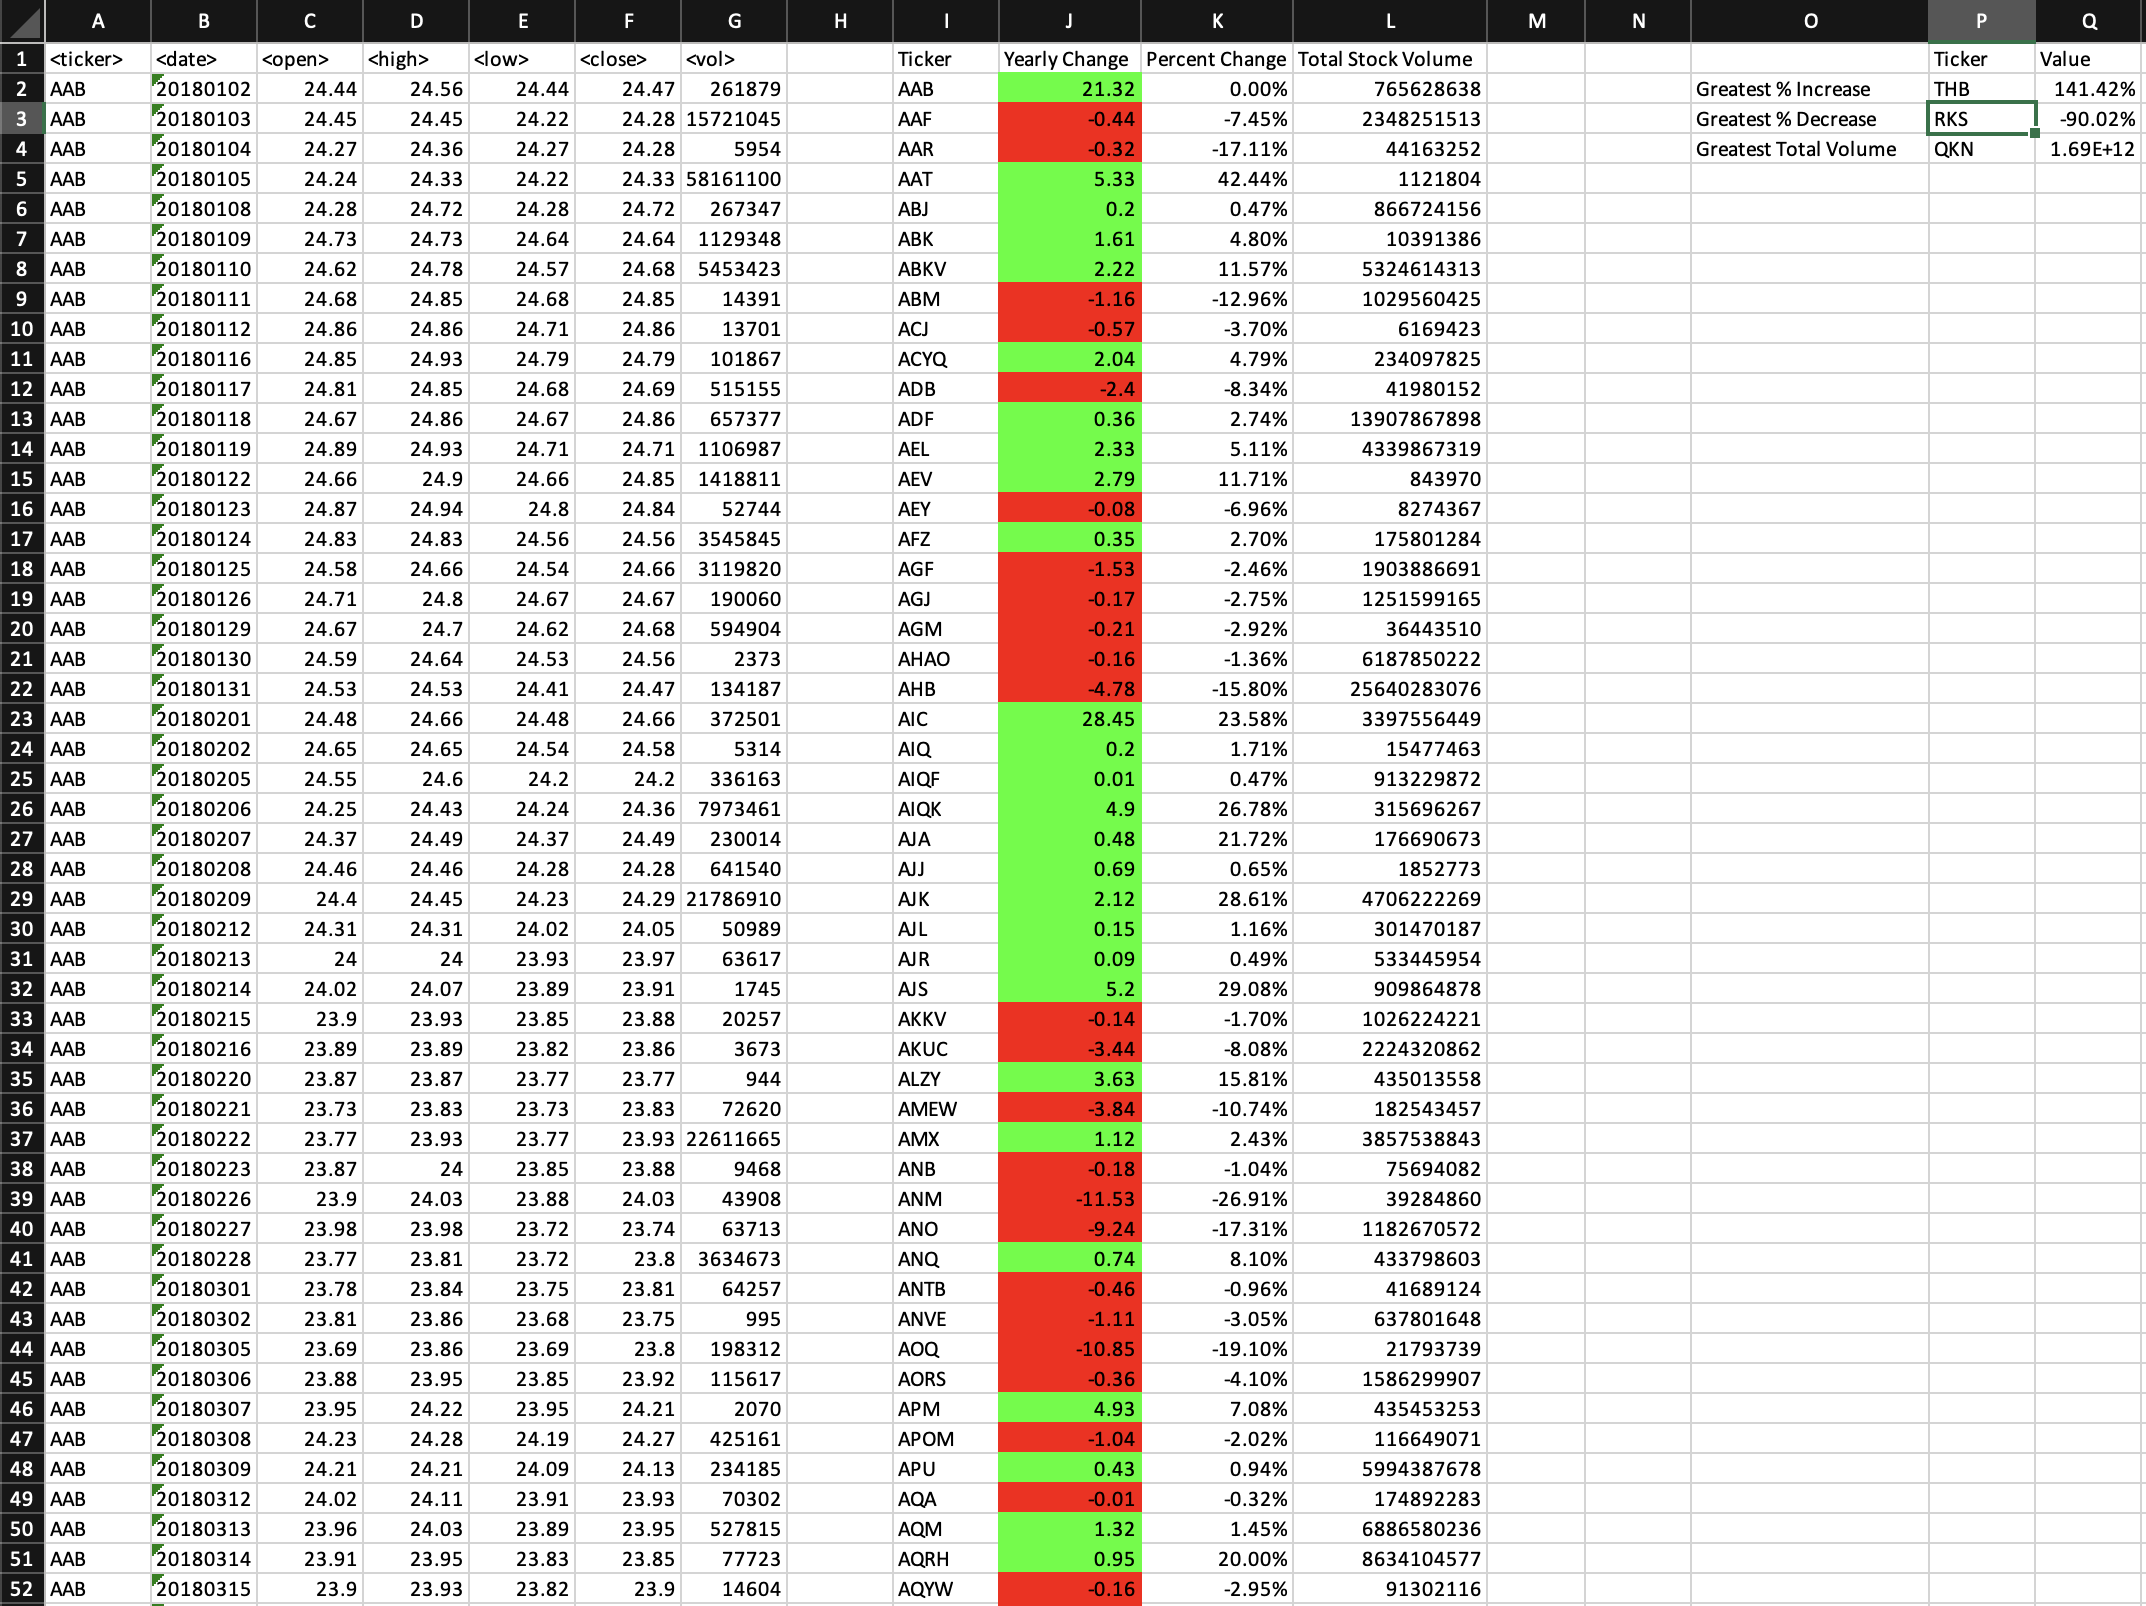 A B C D E F G H I J K L M N O P Q
1 <ticker> <date> <open> <high> <low> <close> <vol> Ticker Yearly Change Percent Change Total Stock Volume Ticker Value
2 AAB 20180102 24.44 24.56 24.44 24.47 261879 AAB 21.32 0.00% 765628638 Greatest % Increase THB 141.42%
3 AAB 20180103 24.45 24.45 24.22 24.28 15721045 AAF -0.44 -7.45% 2348251513 Greatest % Decrease RKS -90.02%
4 AAB 20180104 24.27 24.36 24.27 24.28 5954 AAR -0.32 -17.11% 44163252 Greatest Total Volume QKN 1.69E+12
5 AAB 20180105 24.24 24.33 24.22 24.33 58161100 AAT 5.33 42.44% 1121804
6 AAB 20180108 24.28 24.72 24.28 24.72 267347 ABJ 0.2 0.47% 866724156
7 AAB 20180109 24.73 24.73 24.64 24.64 1129348 ABK 1.61 4.80% 10391386
8 AAB 20180110 24.62 24.78 24.57 24.68 5453423 ABKV 2.22 11.57% 5324614313
9 AAB 20180111 24.68 24.85 24.68 24.85 14391 ABM -1.16 -12.96% 1029560425
10 AAB 20180112 24.86 24.86 24.71 24.86 13701 ACJ -0.57 -3.70% 6169423
11 AAB 20180116 24.85 24.93 24.79 24.79 101867 ACYQ 2.04 4.79% 234097825
12 AAB 20180117 24.81 24.85 24.68 24.69 515155 ADB -2.4 -8.34% 41980152
13 AAB 20180118 24.67 24.86 24.67 24.86 657377 ADF 0.36 2.74% 13907867898
14 AAB 20180119 24.89 24.93 24.71 24.71 1106987 AEL 2.33 5.11% 4339867319
15 AAB 20180122 24.66 24.9 24.66 24.85 1418811 AEV 2.79 11.71% 843970
16 AAB 20180123 24.87 24.94 24.8 24.84 52744 AEY -0.08 -6.96% 8274367
17 AAB 20180124 24.83 24.83 24.56 24.56 3545845 AFZ 0.35 2.70% 175801284
18 AAB 20180125 24.58 24.66 24.54 24.66 3119820 AGF -1.53 -2.46% 1903886691
19 AAB 20180126 24.71 24.8 24.67 24.67 190060 AGJ -0.17 -2.75% 1251599165
20 AAB 20180129 24.67 24.7 24.62 24.68 594904 AGM -0.21 -2.92% 36443510
21 AAB 20180130 24.59 24.64 24.53 24.56 2373 AHAO -0.16 -1.36% 6187850222
22 AAB 20180131 24.53 24.53 24.41 24.47 134187 AHB -4.78 -15.80% 25640283076
23 AAB 20180201 24.48 24.66 24.48 24.66 372501 AIC 28.45 23.58% 3397556449
24 AAB 20180202 24.65 24.65 24.54 24.58 5314 AIQ 0.2 1.71% 15477463
25 AAB 20180205 24.55 24.6 24.2 24.2 336163 AIQF 0.01 0.47% 913229872
26 AAB 20180206 24.25 24.43 24.24 24.36 7973461 AIQK 4.9 26.78% 315696267
27 AAB 20180207 24.37 24.49 24.37 24.49 230014 AJA 0.48 21.72% 176690673
28 AAB 20180208 24.46 24.46 24.28 24.28 641540 AJJ 0.69 0.65% 1852773
29 AAB 20180209 24.4 24.45 24.23 24.29 21786910 AJK 2.12 28.61% 4706222269
30 AAB 20180212 24.31 24.31 24.02 24.05 50989 AJL 0.15 1.16% 301470187
31 AAB 20180213 24 24 23.93 23.97 63617 AJR 0.09 0.49% 533445954
32 AAB 20180214 24.02 24.07 23.89 23.91 1745 AJS 5.2 29.08% 909864878
33 AAB 20180215 23.9 23.93 23.85 23.88 20257 AKKV -0.14 -1.70% 1026224221
34 AAB 20180216 23.89 23.89 23.82 23.86 3673 AKUC -3.44 -8.08% 2224320862
35 AAB 20180220 23.87 23.87 23.77 23.77 944 ALZY 3.63 15.81% 435013558
36 AAB 20180221 23.73 23.83 23.73 23.83 72620 AMEW -3.84 -10.74% 182543457
37 AAB 20180222 23.77 23.93 23.77 23.93 22611665 AMX 1.12 2.43% 3857538843
38 AAB 20180223 23.87 24 23.85 23.88 9468 ANB -0.18 -1.04% 75694082
39 AAB 20180226 23.9 24.03 23.88 24.03 43908 ANM -11.53 -26.91% 39284860
40 AAB 20180227 23.98 23.98 23.72 23.74 63713 ANO -9.24 -17.31% 1182670572
41 AAB 20180228 23.77 23.81 23.72 23.8 3634673 ANQ 0.74 8.10% 433798603
42 AAB 20180301 23.78 23.84 23.75 23.81 64257 ANTB -0.46 -0.96% 41689124
43 AAB 20180302 23.81 23.86 23.68 23.75 995 ANVE -1.11 -3.05% 637801648
44 AAB 20180305 23.69 23.86 23.69 23.8 198312 AOQ -10.85 -19.10% 21793739
45 AAB 20180306 23.88 23.95 23.85 23.92 115617 AORS -0.36 -4.10% 1586299907
46 AAB 20180307 23.95 24.22 23.95 24.21 2070 APM 4.93 7.08% 435453253
47 AAB 20180308 24.23 24.28 24.19 24.27 425161 APOM -1.04 -2.02% 116649071
48 AAB 20180309 24.21 24.21 24.09 24.13 234185 APU 0.43 0.94% 5994387678
49 AAB 20180312 24.02 24.11 23.91 23.93 70302 AQA -0.01 -0.32% 174892283
50 AAB 20180313 23.96 24.03 23.89 23.95 527815 AQM 1.32 1.45% 6886580236
51 AAB 20180314 23.91 23.95 23.83 23.85 77723 AQRH 0.95 20.00% 8634104577
52 AAB 20180315 23.9 23.93 23.82 23.9 14604 AQYW -0.16 -2.95% 91302116